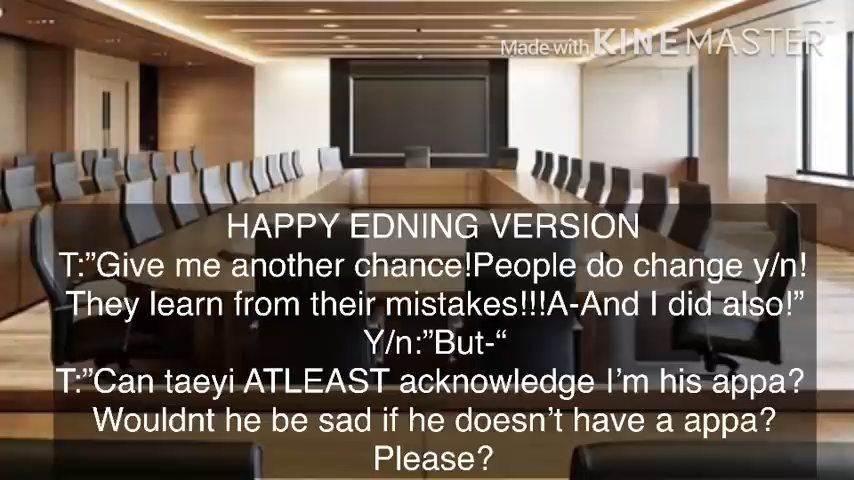 Made with KINEMASTER
HAPPY EDNING VERSION
T:”Give me another chance!People do change y/n!
They learn from their mistakes!!!A-And I did also!”
Y/n:”But-“
T:”Can taeyi ATLEAST acknowledge I’m his appa?
Wouldnt he be sad if he doesn’t have a appa?
Please?